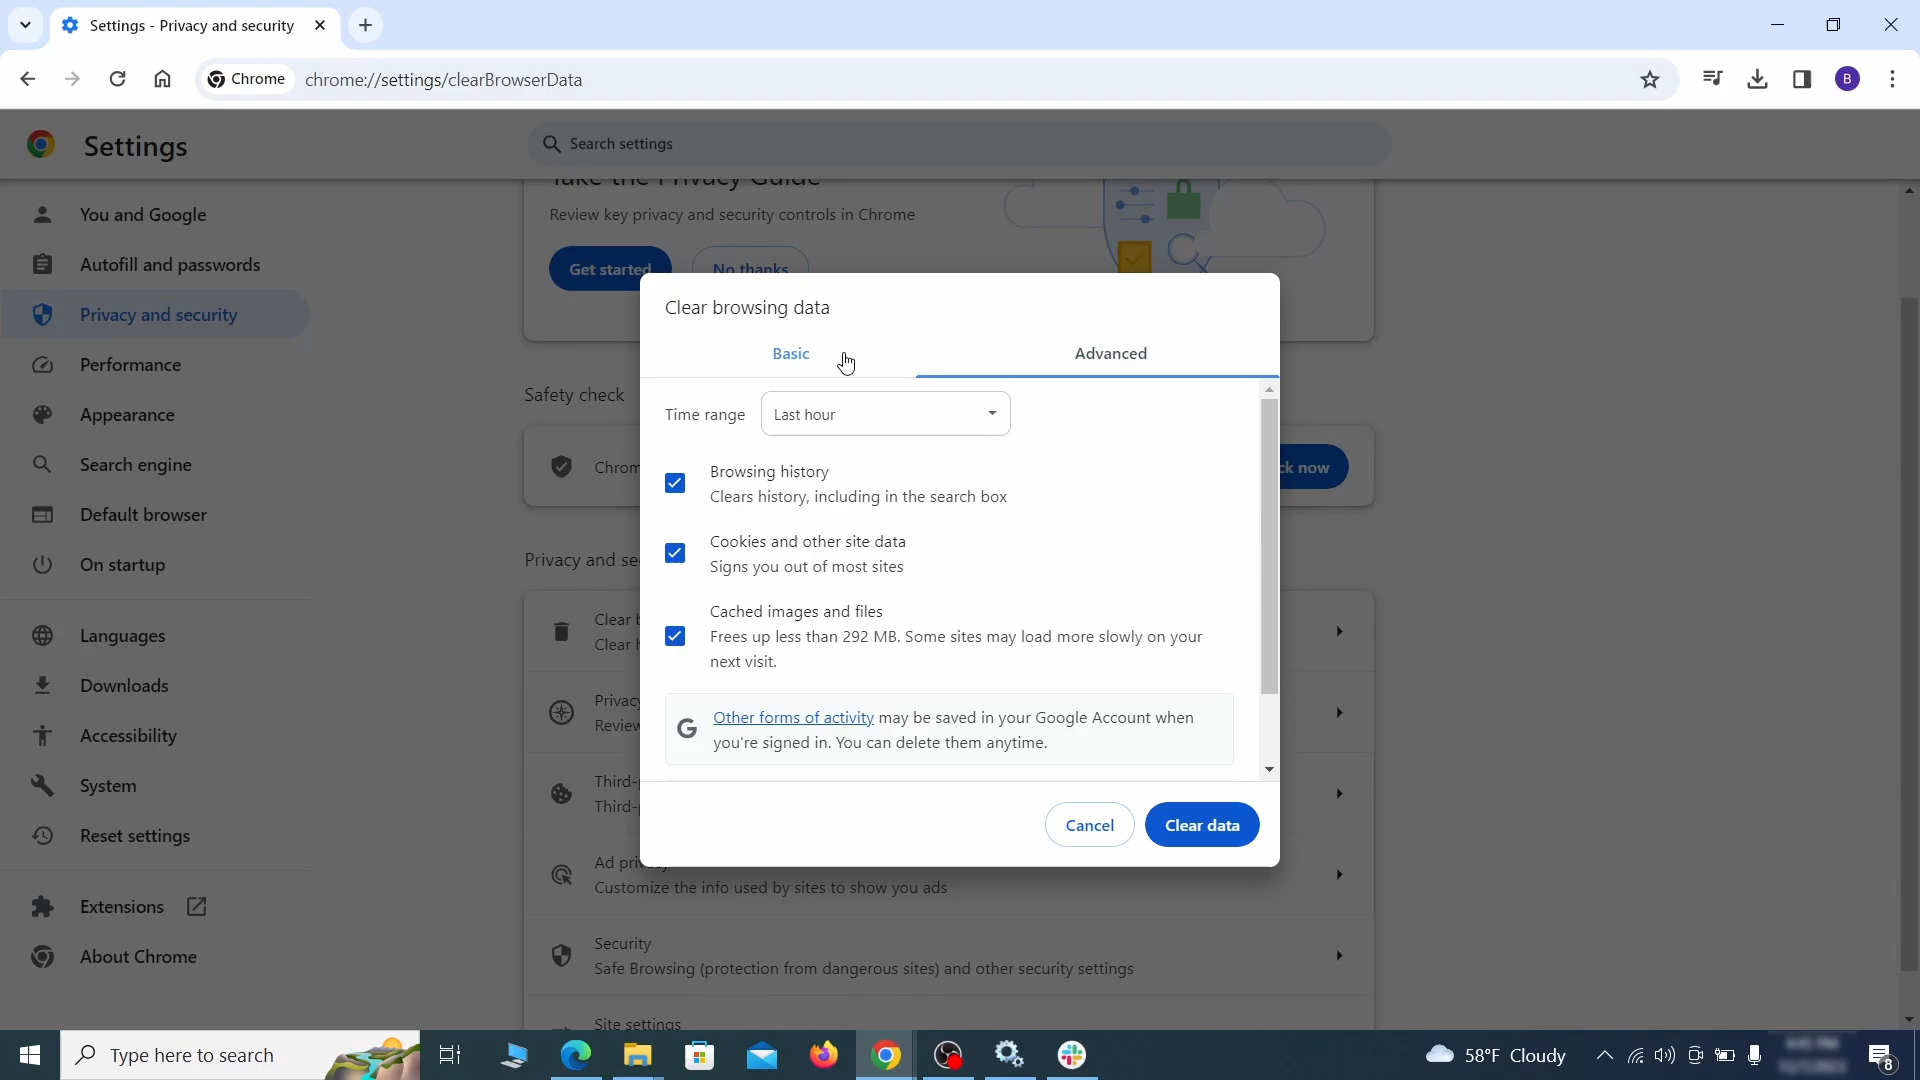 Settings - Privacy and security
Chrome
chrome://settings/clearBrowserData
B
Settings
Search settings
Take the Privacy Guide
Review key privacy and security controls in Chrome
Get started
No thanks
You and Google
Autofill and passwords
Privacy and security
Performance
Appearance
Search engine
Default browser
On startup
Languages
Downloads
Accessibility
System
Reset settings
Extensions
About Chrome
Safety check
Chrom
ck now
Privacy and se
Clear b
Clear h
Privacy
Review
Third-p
Third-p
Ad priv
Customize the info used by sites to show you ads
Security
Safe Browsing (protection from dangerous sites) and other security settings
Site settings
Clear browsing data
Basic
Advanced
Time range
Last hour
Browsing history
Clears history, including in the search box
Cookies and other site data
Signs you out of most sites
Cached images and files
Frees up less than 292 MB. Some sites may load more slowly on your
next visit.
G
Other forms of activity may be saved in your Google Account when
you're signed in. You can delete them anytime.
Cancel
Clear data
Type here to search
58°F Cloudy
8